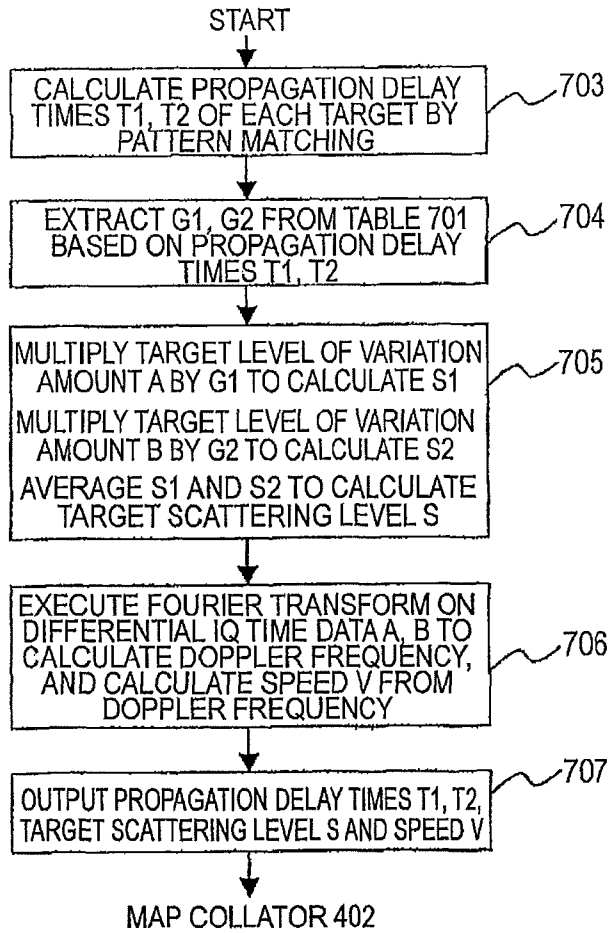 START
CALCULATE PROPAGATION DELAY
TIMES T1, T2 OF EACH TARGET BY
PATTERN MATCHING
703
EXTRACT G1, G2 FROM TABLE 701
BASED ON PROPAGATION DELAY
TIMES T1, T2
704
MULTIPLY TARGET LEVEL OF VARIATION
AMOUNT A BY G1 TO CALCULATE S1
MULTIPLY TARGET LEVEL OF VARIATION
AMOUNT B BY G2 TO CALCULATE S2
AVERAGE S1 AND S2 TO CALCULATE
TARGET SCATTERING LEVEL S
705
EXECUTE FOURIER TRANSFORM ON
DIFFERENTIAL IQ TIME DATA A, B TO
CALCULATE DOPPLER FREQUENCY,
AND CALCULATE SPEED V FROM
DOPPLER FREQUENCY
706
OUTPUT PROPAGATION DELAY TIMES T1, T2,
TARGET SCATTERING LEVEL S AND SPEED V
707
MAP COLLATOR 402